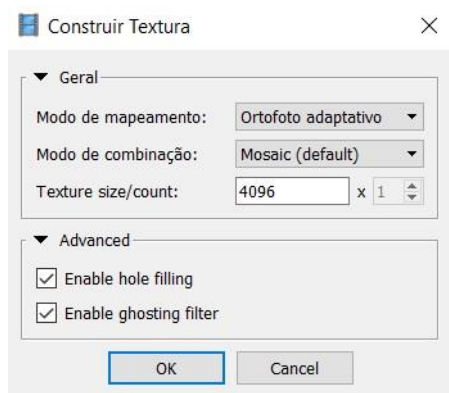 Construir Textura
Geral
Modo de mapeamento: Ortofoto adaptativo
Modo de combinação: Mosaic (default)
Texture size/count: 4096 x 1
Advanced
Enable hole filling
Enable ghosting filter
OK Cancel